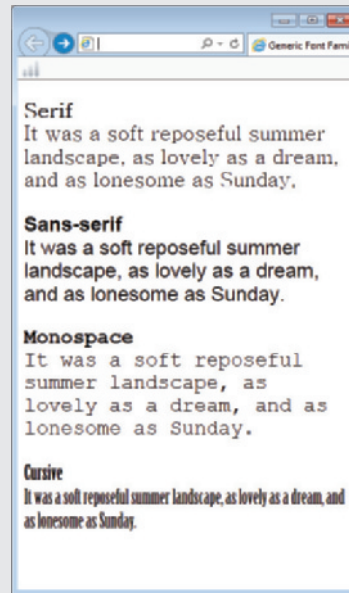 Generic Font Fami
Serif
It was a soft reposeful summer
landscape, as lovely as a dream,
and as lonesome as Sunday.
Sans-serif
It was a soft reposeful summer
landscape, as lovely as a dream,
and as lonesome as Sunday.
Monospace
It was a soft reposeful
summer landscape, as
lovely as a dream, and as
lonesome as Sunday.
Cursive
It was a soft reposeful summer landscape, as lovely as a dream, and
as lonesome as Sunday.